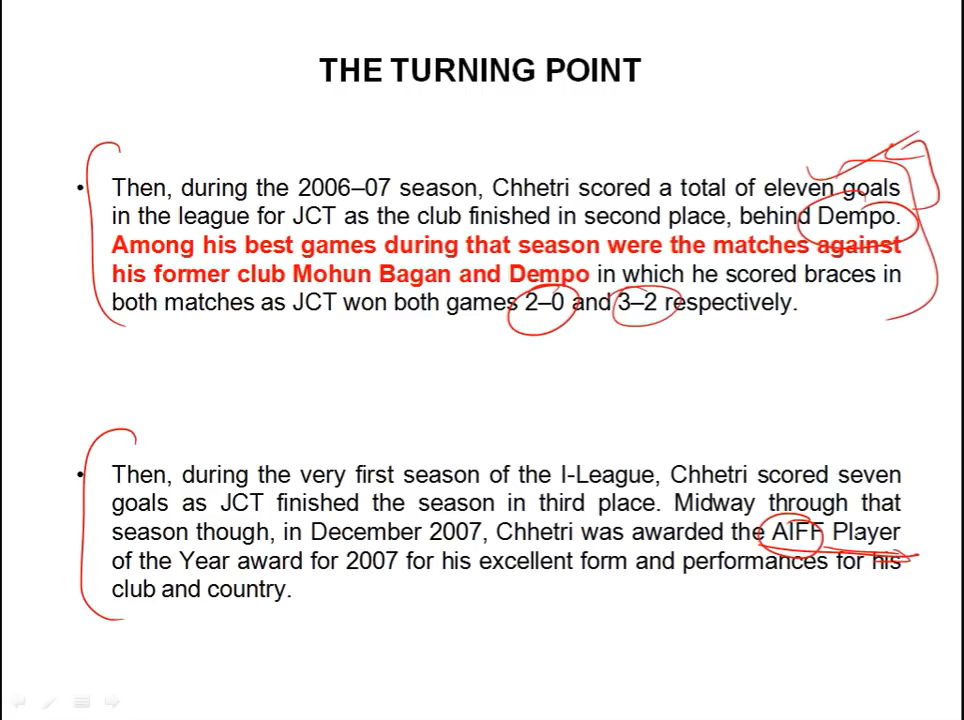 THE TURNING POINT
• Then, during the 2006–07 season, Chhetri scored a total of eleven goals
in the league for JCT as the club finished in second place, behind Dempo.
Among his best games during that season were the matches against
his former club Mohun Bagan and Dempo in which he scored braces in
both matches as JCT won both games 2–0 and 3–2 respectively.
• Then, during the very first season of the I-League, Chhetri scored seven
goals as JCT finished the season in third place. Midway through that
season though, in December 2007, Chhetri was awarded the AIFF Player
of the Year award for 2007 for his excellent form and performances for his
club and country.